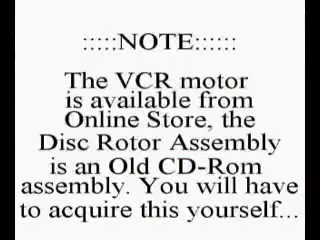 :::::NOTE::::::
The VCR motor
is available from
Online Store, the
Disc Rotor Assembly
is an Old CD-Rom
assembly. You will have
to acquire this yourself...